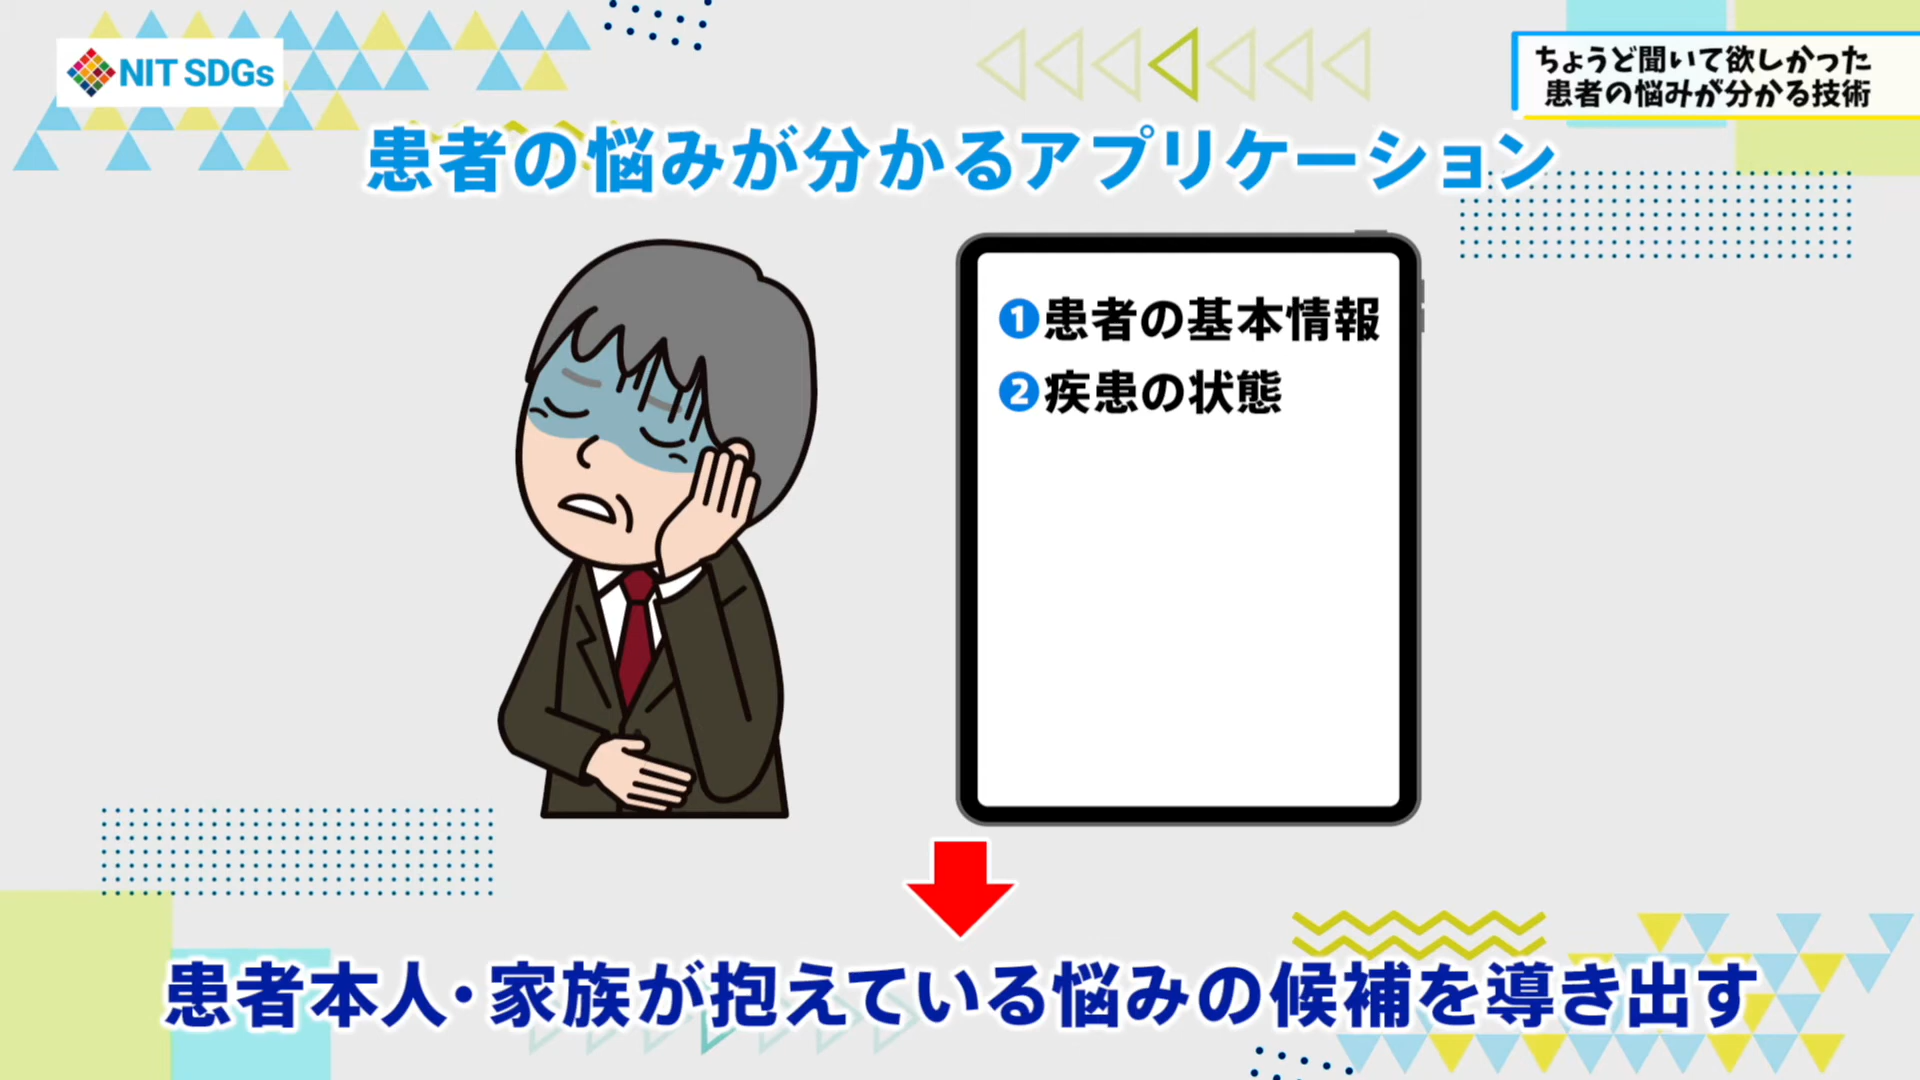 NIT SDGs
ちょうど聞いて欲しかった
患者の悩みが分かる技術
患者の悩みが分かるアプリケーション
❶患者の基本情報
❷疾患の状態
患者本人・家族が抱えている悩みの候補を導き出す